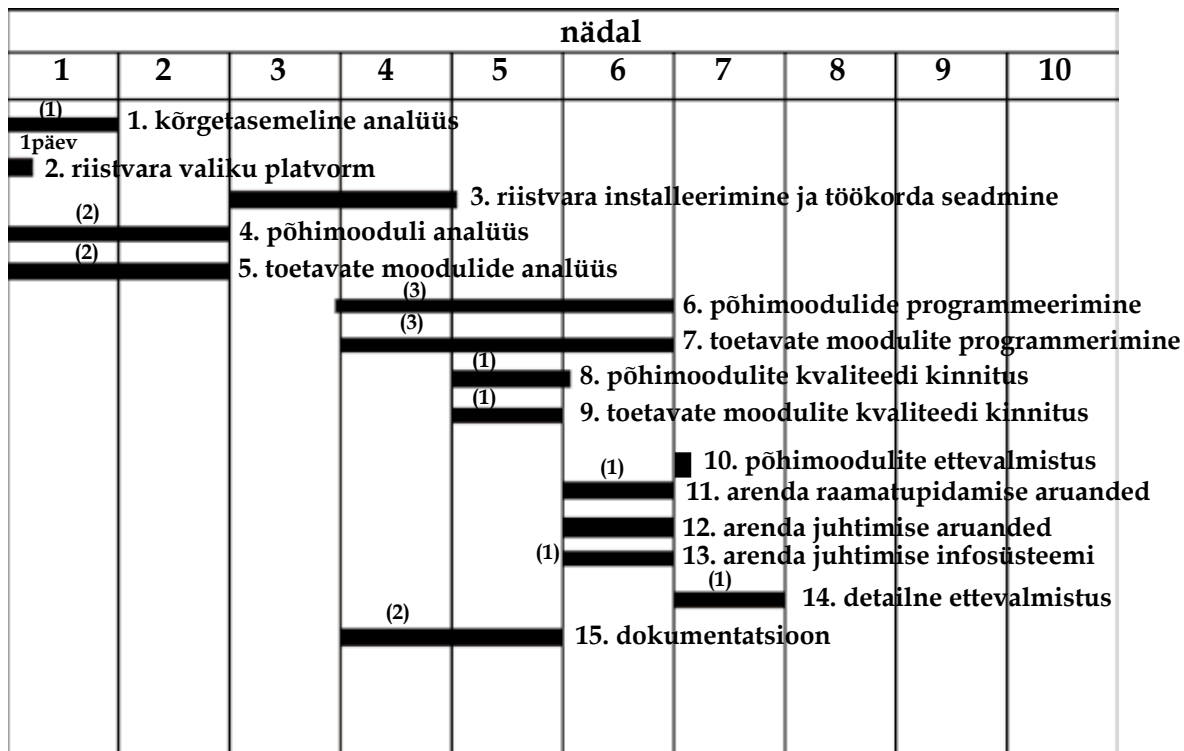 nädal
1 2 3 4 5 6 7 8 9 10
(1)
1. kõrgetasemeline analüüs
1päev
2. riistvara valiku platvorm
3. riistvara installeerimine ja töökorda seadmine
(2)
4. põhimooduli analüüs
(2)
5. toetavate moodulide analüüs
(3)
6. põhimoodulide programmeerimine
(3)
7. toetavate moodulite programmerimine
(1)
8. põhimoodulite kvaliteedi kinnitus
(1)
9. toetavate moodulite kvaliteedi kinnitus
10. põhimoodulite ettevalmistus
(1)
11. arenda raamatupidamise aruanded
12. arenda juhtimise aruanded
(1) 13. arenda juhtimise infosüsteemi
(1)
14. detailne ettevalmistus
(2)
15. dokumentatsioon